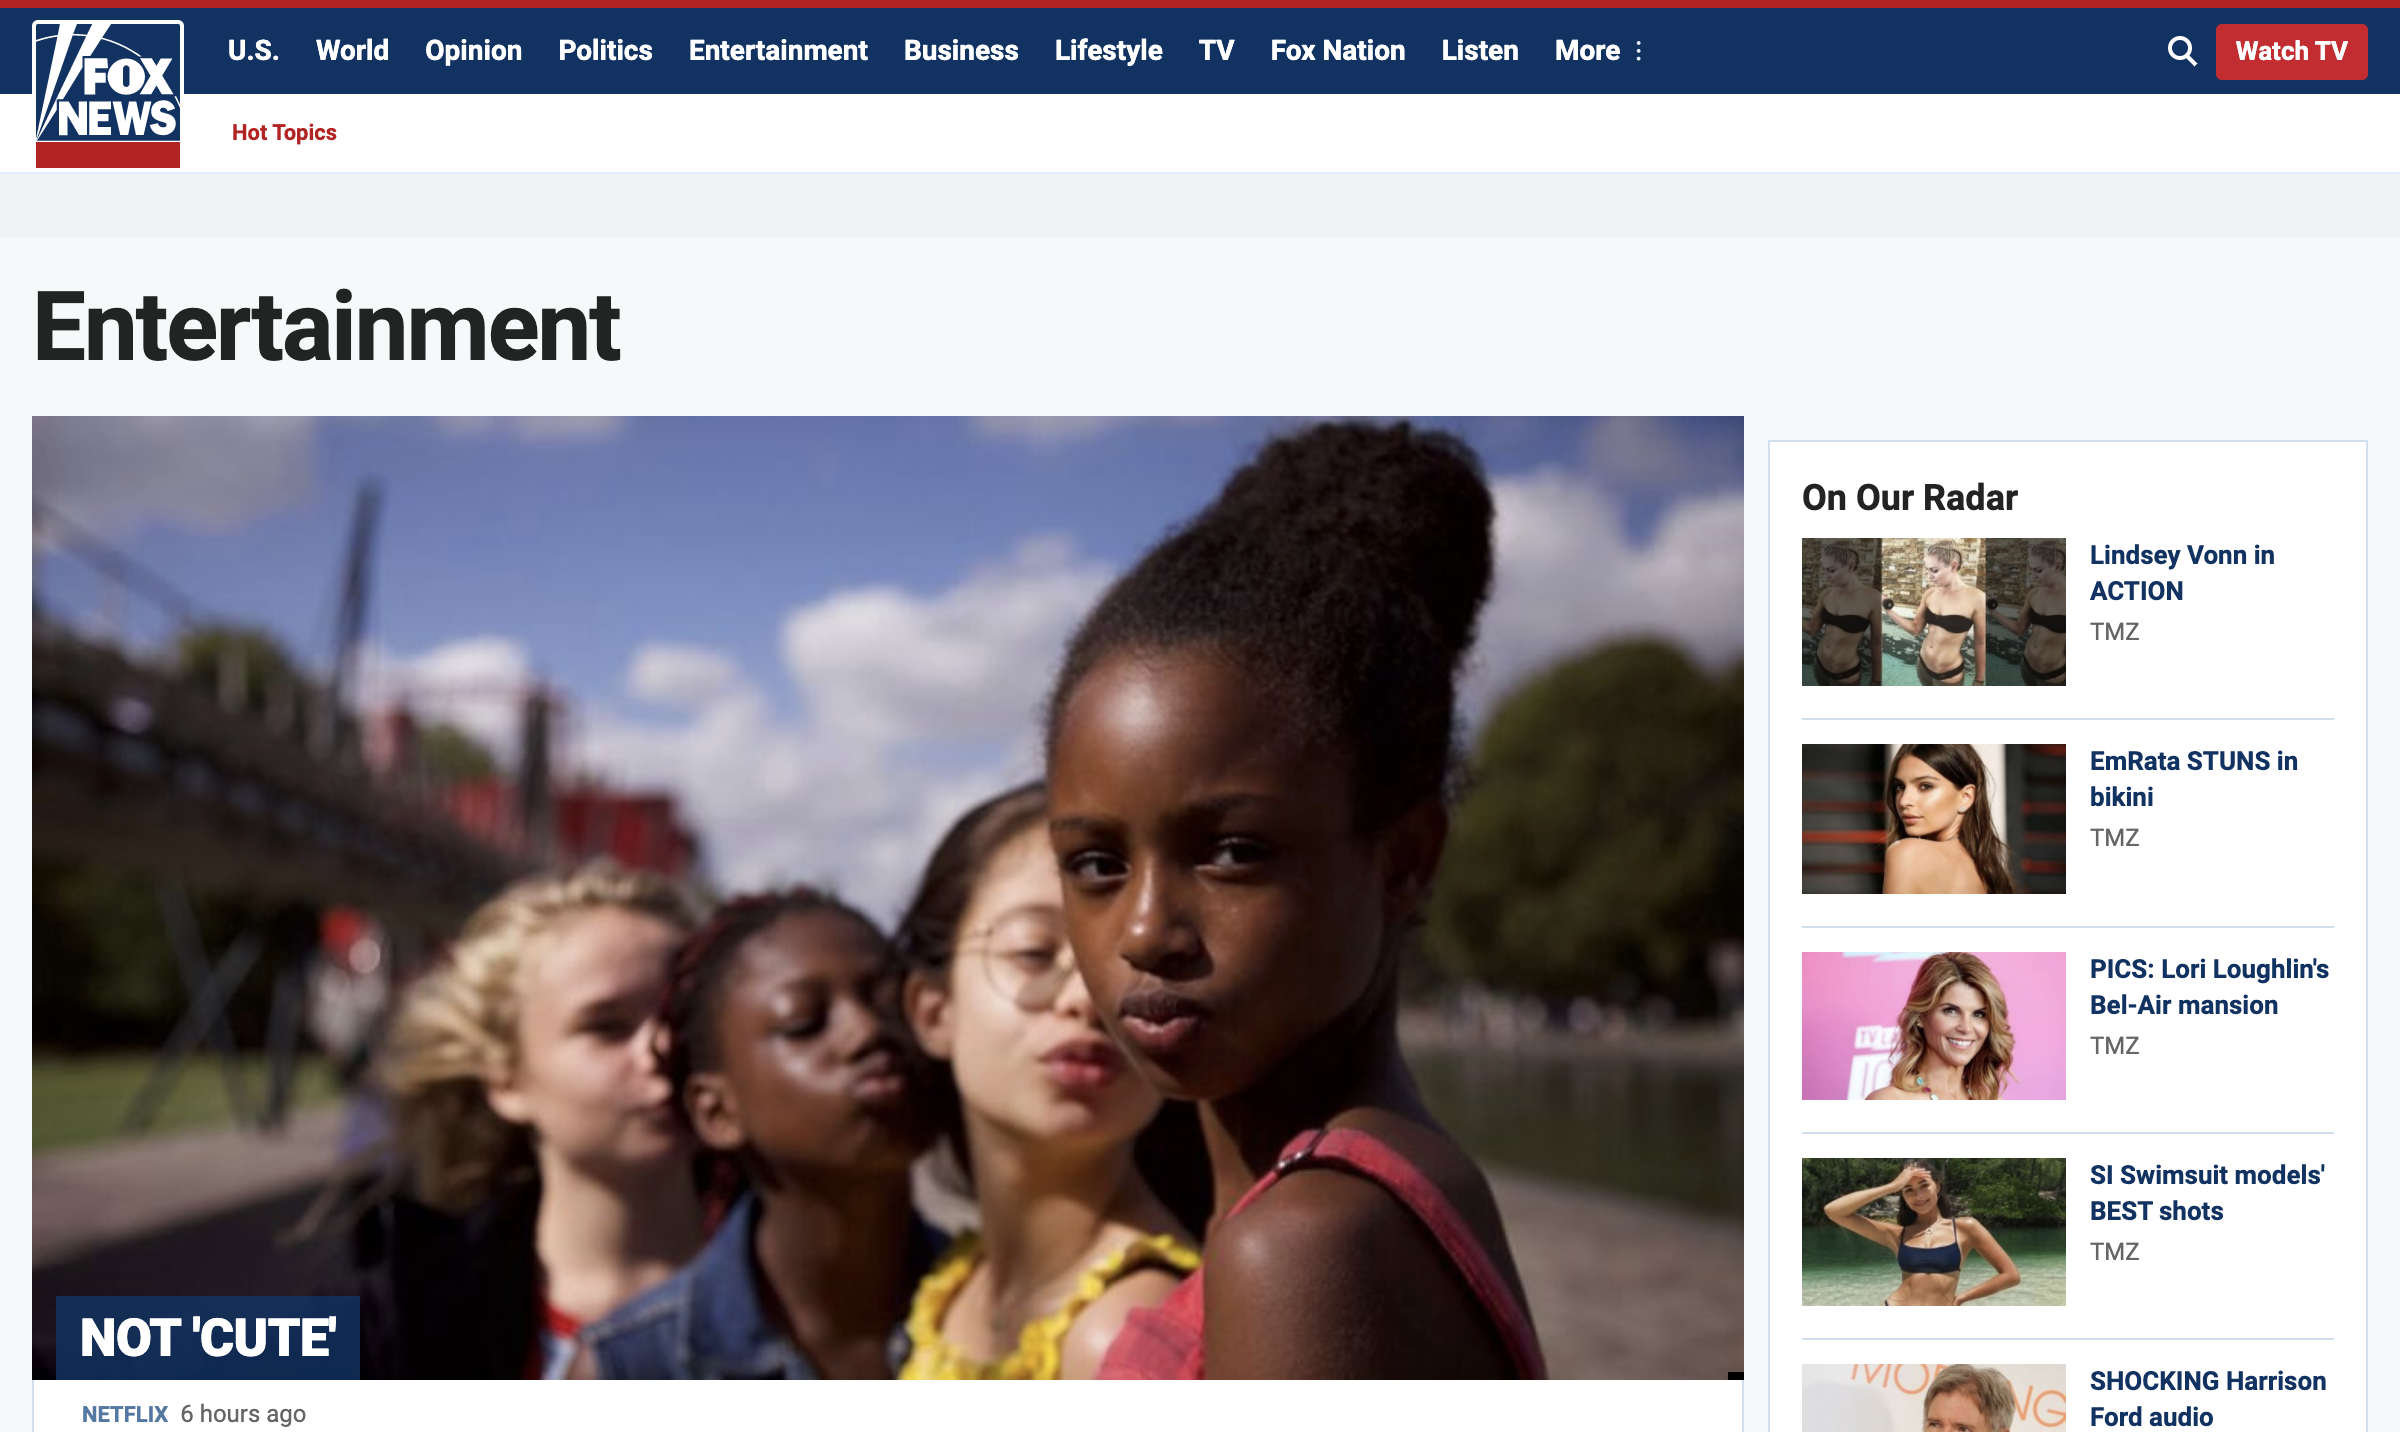 FOX
NEWS
U.S. World Opinion Politics Entertainment Business Lifestyle TV Fox Nation Listen More Watch TV
Hot Topics
Entertainment
NOT 'CUTE'
NETFLIX 6 hours ago
On Our Radar
Lindsey Vonn in
ACTION
TMZ
EmRata STUNS in
bikini
TMZ
PICS: Lori Loughlin's
Bel-Air mansion
TMZ
SI Swimsuit models'
BEST shots
TMZ
SHOCKING Harrison
Ford audio